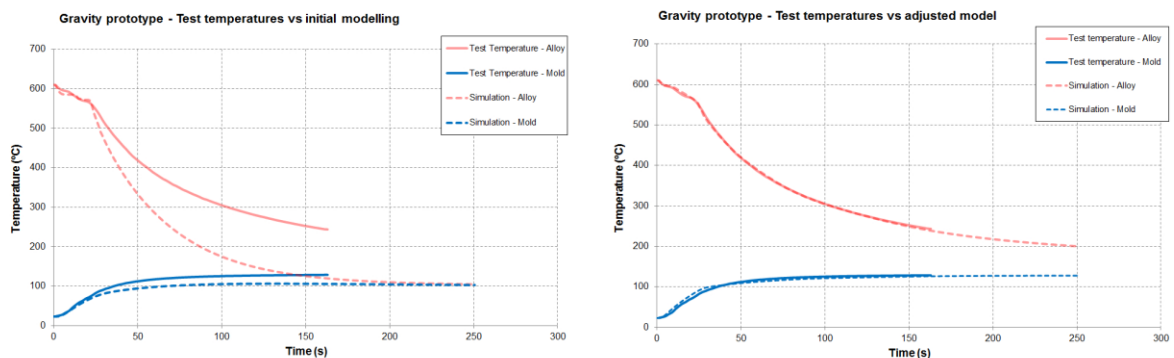 Gravity prototype - Test temperatures vs initial modelling
700
600
500
400
300
200
100
0
Temperature (ºC)
0
50
100
150
200
250
300
Time (s)
Test Temperature - Alloy
Test Temperature - Mold
Simulation - Alloy
Simulation - Mold
Gravity prototype - Test temperatures vs adjusted model
700
600
500
400
300
200
100
0
Temperature (ºC)
0
50
100
150
200
250
300
Time (s)
Test temperature - Alloy
Test temperature - Mold
Simulation - Alloy
Simulation - Mold